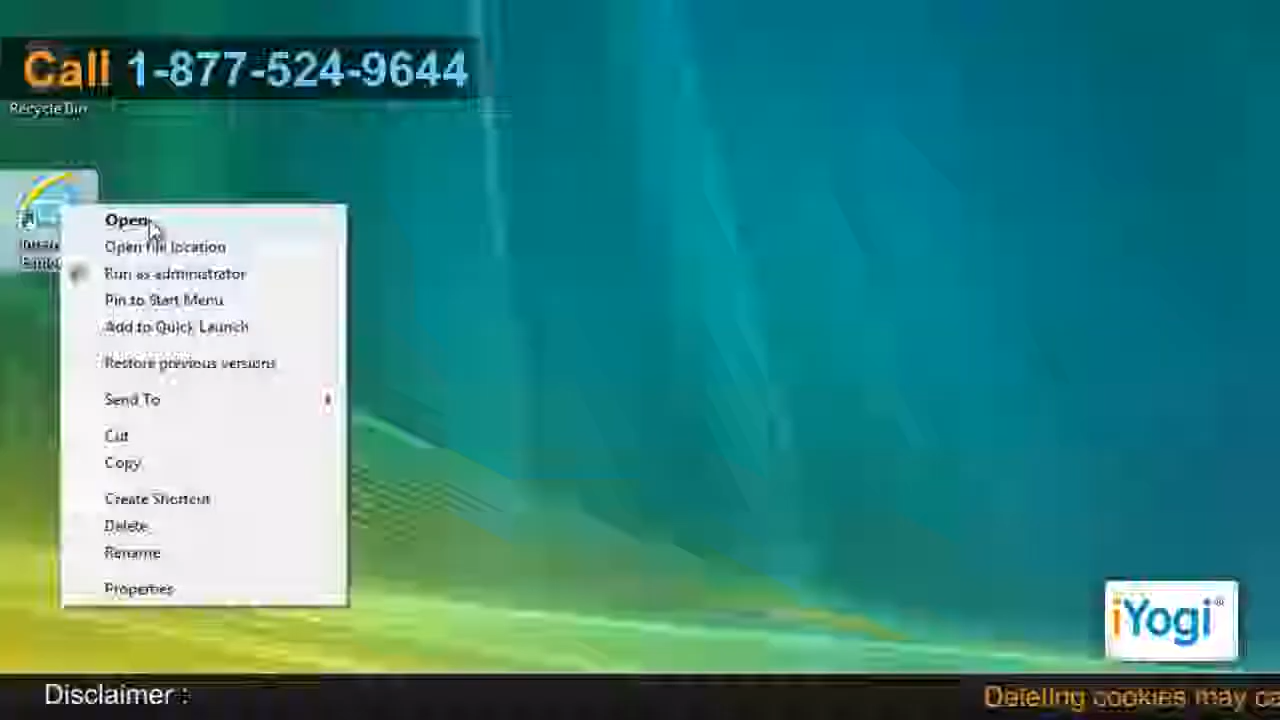 Call 1-877-524-9644
Recycle Bin
Open
Open file location
Run as administrator
Pin to Start Menu
Add to Quick Launch
Restore previous versions
Send To
Cut
Copy
Create Shortcut
Delete
Rename
Properties
iYogi®
Disclaimer :
Deleting cookies may ca